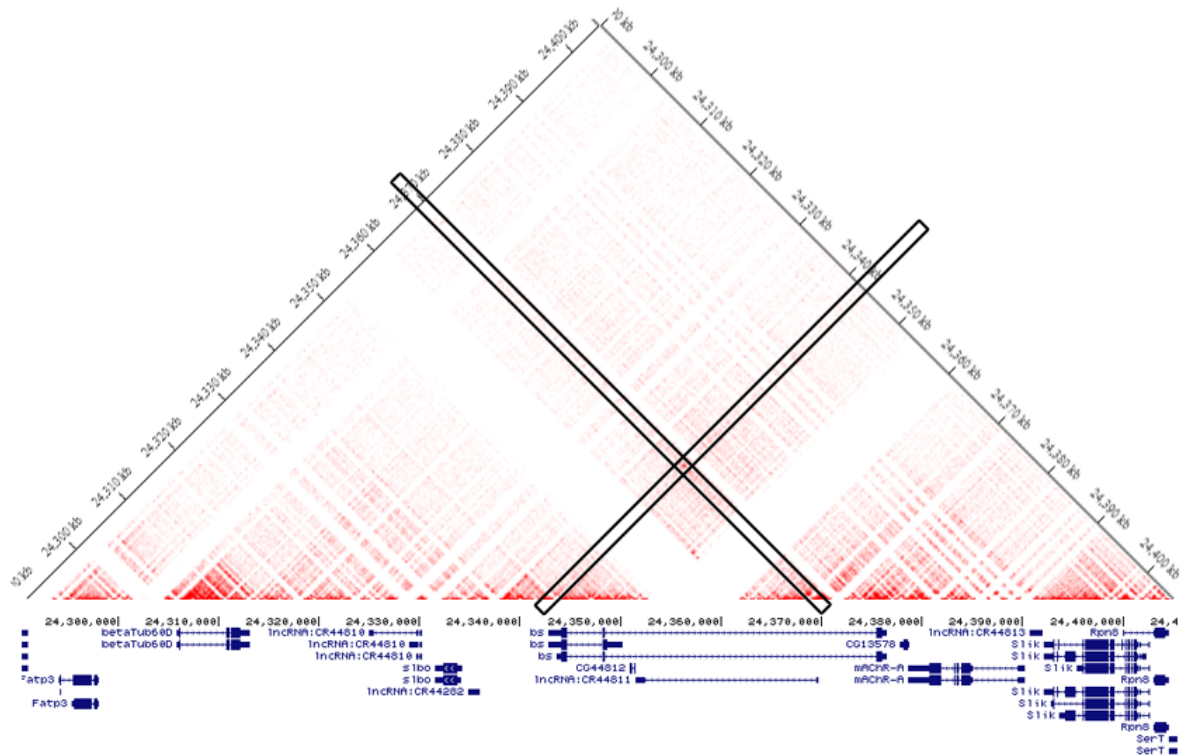 24,400 kb
24,390 kb
24,380 kb
24,360 kb
24,350 kb
24,340 kb
24,330 kb
24,320 kb
24,310 kb
24,300 kb
0 kb
0 kb
24,300 kb
24,310 kb
24,320 kb
24,330 kb
24,340 kb
24,350 kb
24,360 kb
24,370 kb
24,380 kb
24,390 kb
24,400 kb
24,300,000 24,310,000 24,320,000 24,330,000 24,340,000 24,350,000 24,360,000 24,370,000 24,380,000 24,390,000 24,400,000 24,4
betaTub60D lncRNA:CR44810 bs lncRNA:CR44813 Rpn8
betaTub60D lncRNA:CR44810 bs CG13578 Slik
lncRNA:CR44810 bs Slik
slbo CG44812 mAChR-A Slik
Fatp3 slbo lncRNA:CR44811 mAChR-A Rpn8
lncRNA:CR44282 Slik
Fatp3 Slik
Slik
Rpn8
SerT
SerT